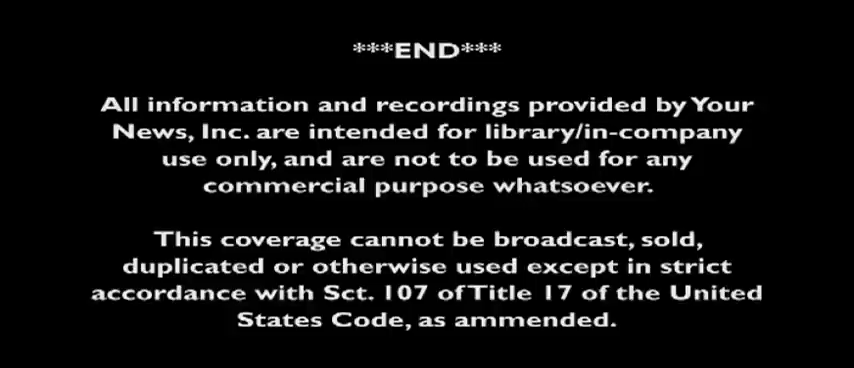 ***END***
All information and recordings provided by Your
News, Inc. are intended for library/in-company
use only, and are not to be used for any
commercial purpose whatsoever.
This coverage cannot be broadcast, sold,
duplicated or otherwise used except in strict
accordance with Sct. 107 of Title 17 of the United
States Code, as ammended.